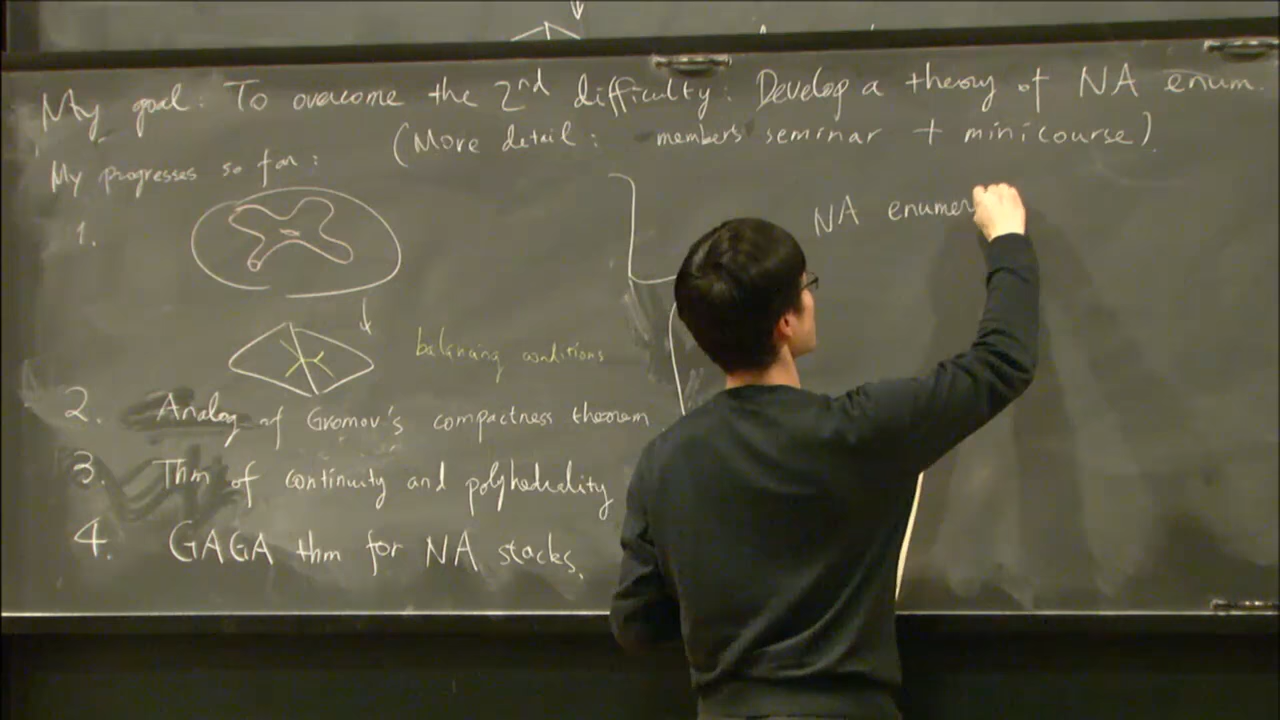 My goal: To overcome the 2nd difficulty: Develop a theory of NA enum.
(More detail: members seminar + minicourse).
My progresses so far:
1.
balancing conditions
2. Analog of Gromov's compactness theorem.
3. Thm of continuity and polyhedrality
4. GAGA thm for NA stacks.
NA enumer